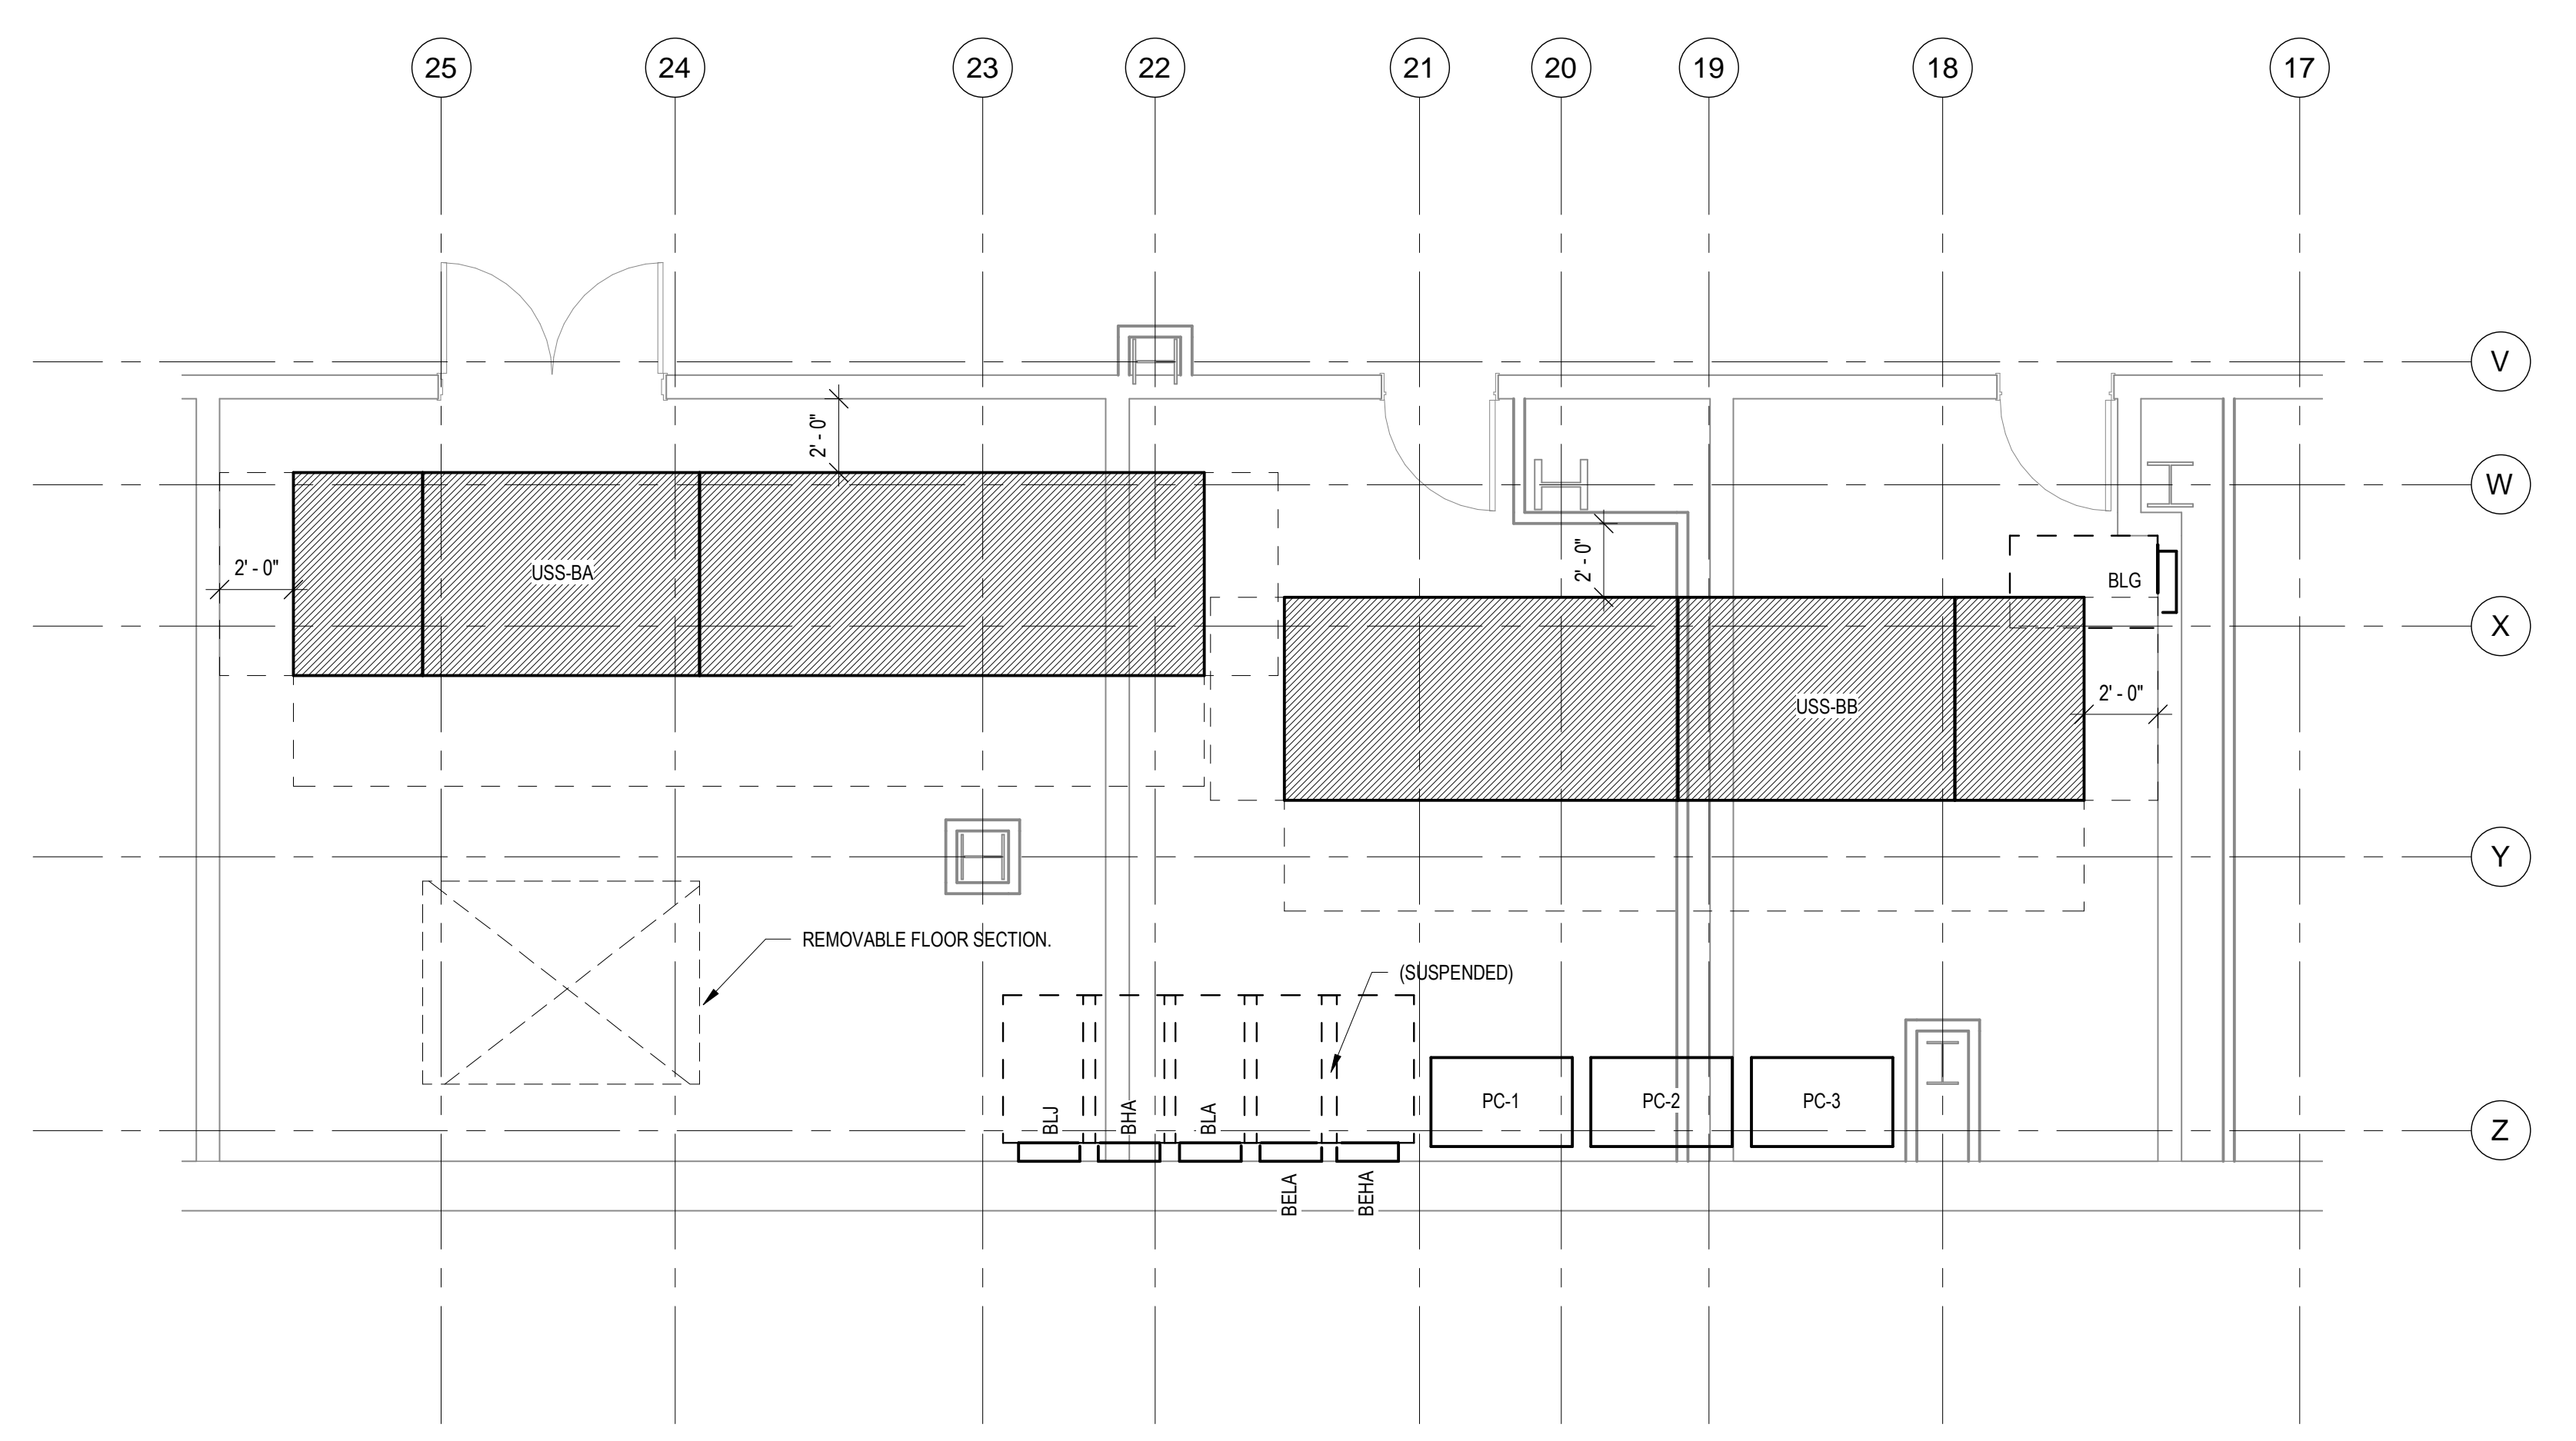 25
24
23
22
21
20
19
18
17
V
2' - 0"
W
2' - 0"
2' - 0"
USS-BA
BLG
X
2' - 0"
USS-BB
Y
REMOVABLE FLOOR SECTION.
(SUSPENDED)
BLJ
BHA
BLA
PC-1
PC-2
PC-3
Z
BELA
BEHA